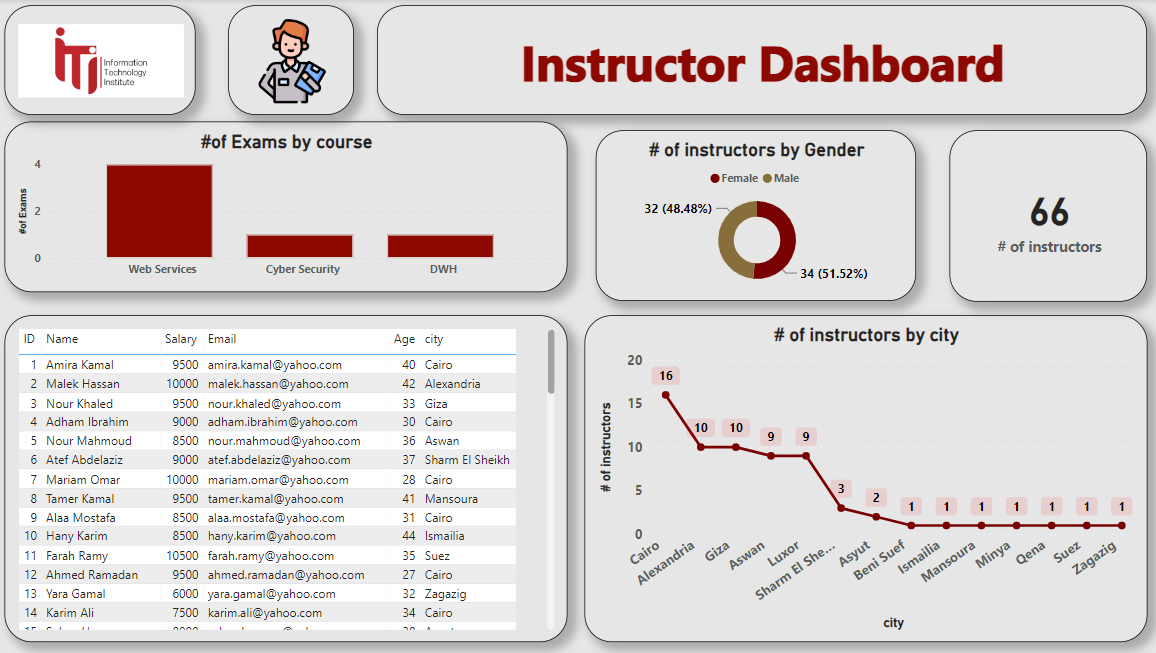 iTi
Information
Technology
Institute
Instructor Dashboard
#of Exams by course
#of Exams
4
2
0
Web Services
Cyber Security
DWH
# of instructors by Gender
Female Male
32 (48.48%)
34 (51.52%)
66
# of instructors
ID Name Salary Email Age city
1 Amira Kamal 9500 amira.kamal@yahoo.com 40 Cairo
2 Malek Hassan 10000 malek.hassan@yahoo.com 42 Alexandria
3 Nour Khaled 9500 nour.khaled@yahoo.com 33 Giza
4 Adham Ibrahim 9000 adham.ibrahim@yahoo.com 30 Cairo
5 Nour Mahmoud 8500 nour.mahmoud@yahoo.com 36 Aswan
6 Atef Abdelaziz 9000 atef.abdelaziz@yahoo.com 37 Sharm El Sheikh
7 Mariam Omar 10000 mariam.omar@yahoo.com 28 Cairo
8 Tamer Kamal 9500 tamer.kamal@yahoo.com 41 Mansoura
9 Alaa Mostafa 8500 alaa.mostafa@yahoo.com 31 Cairo
10 Hany Karim 8500 hany.karim@yahoo.com 44 Ismailia
11 Farah Ramy 10500 farah.ramy@yahoo.com 35 Suez
12 Ahmed Ramadan 9500 ahmed.ramadan@yahoo.com 27 Cairo
13 Yara Gamal 6000 yara.gamal@yahoo.com 32 Zagazig
14 Karim Ali 7500 karim.ali@yahoo.com 34 Cairo
# of instructors by city
# of instructors
20
15
10
5
0
16
10
10
9
9
3
2
1
1
1
1
1
1
1
Cairo
Alexandria
Giza
Aswan
Luxor
Sharm El She...
Asyut
Beni Suef
Ismailia
Mansoura
Minya
Qena
Suez
Zagazig
city